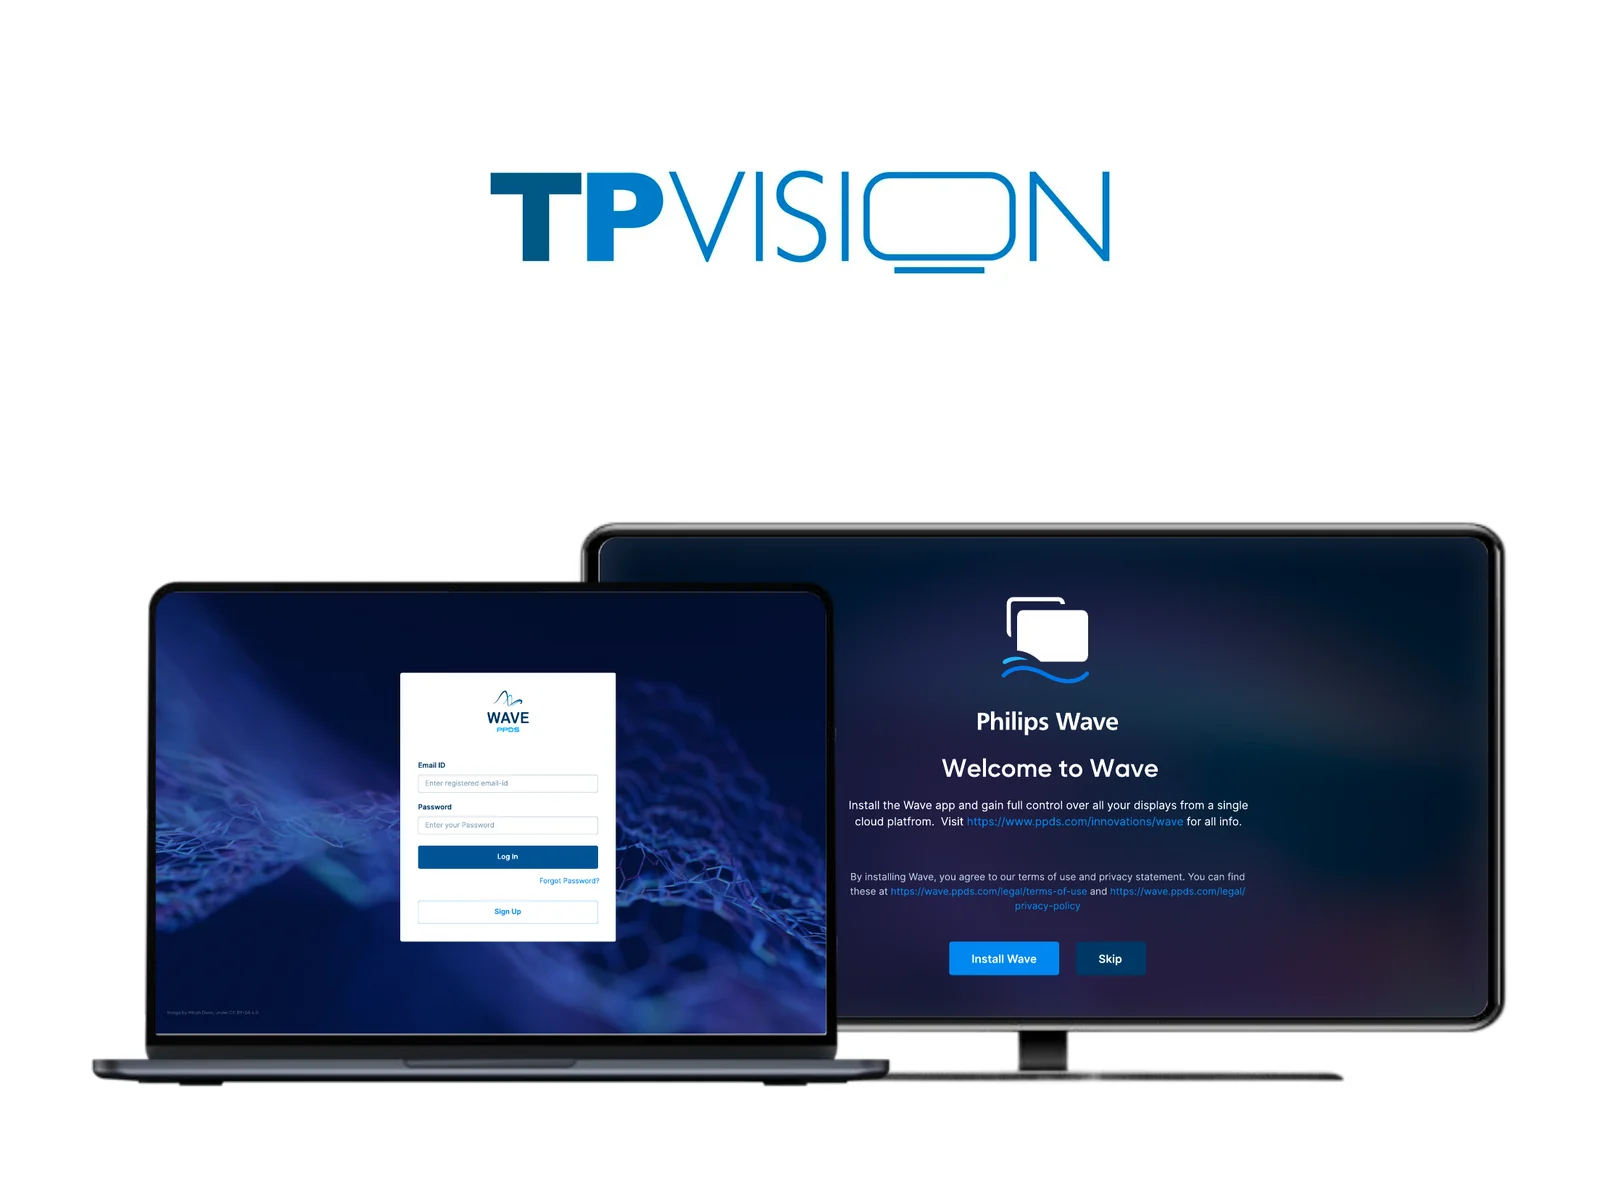 TPVISION
WAVE
PPDS
Email ID
Enter registered email-id
Password
Enter your Password
Log In
Forgot Password?
Sign Up
Philips Wave
Welcome to Wave
Install the Wave app and gain full control over all your displays from a single
cloud platfrom. Visit https://www.ppds.com/innovations/wave for all info.
By installing Wave, you agree to our terms of use and privacy statement. You can find
these at https://wave.ppds.com/legal/terms-of-use and https://wave.ppds.com/legal/
privacy-policy
Install Wave
Skip